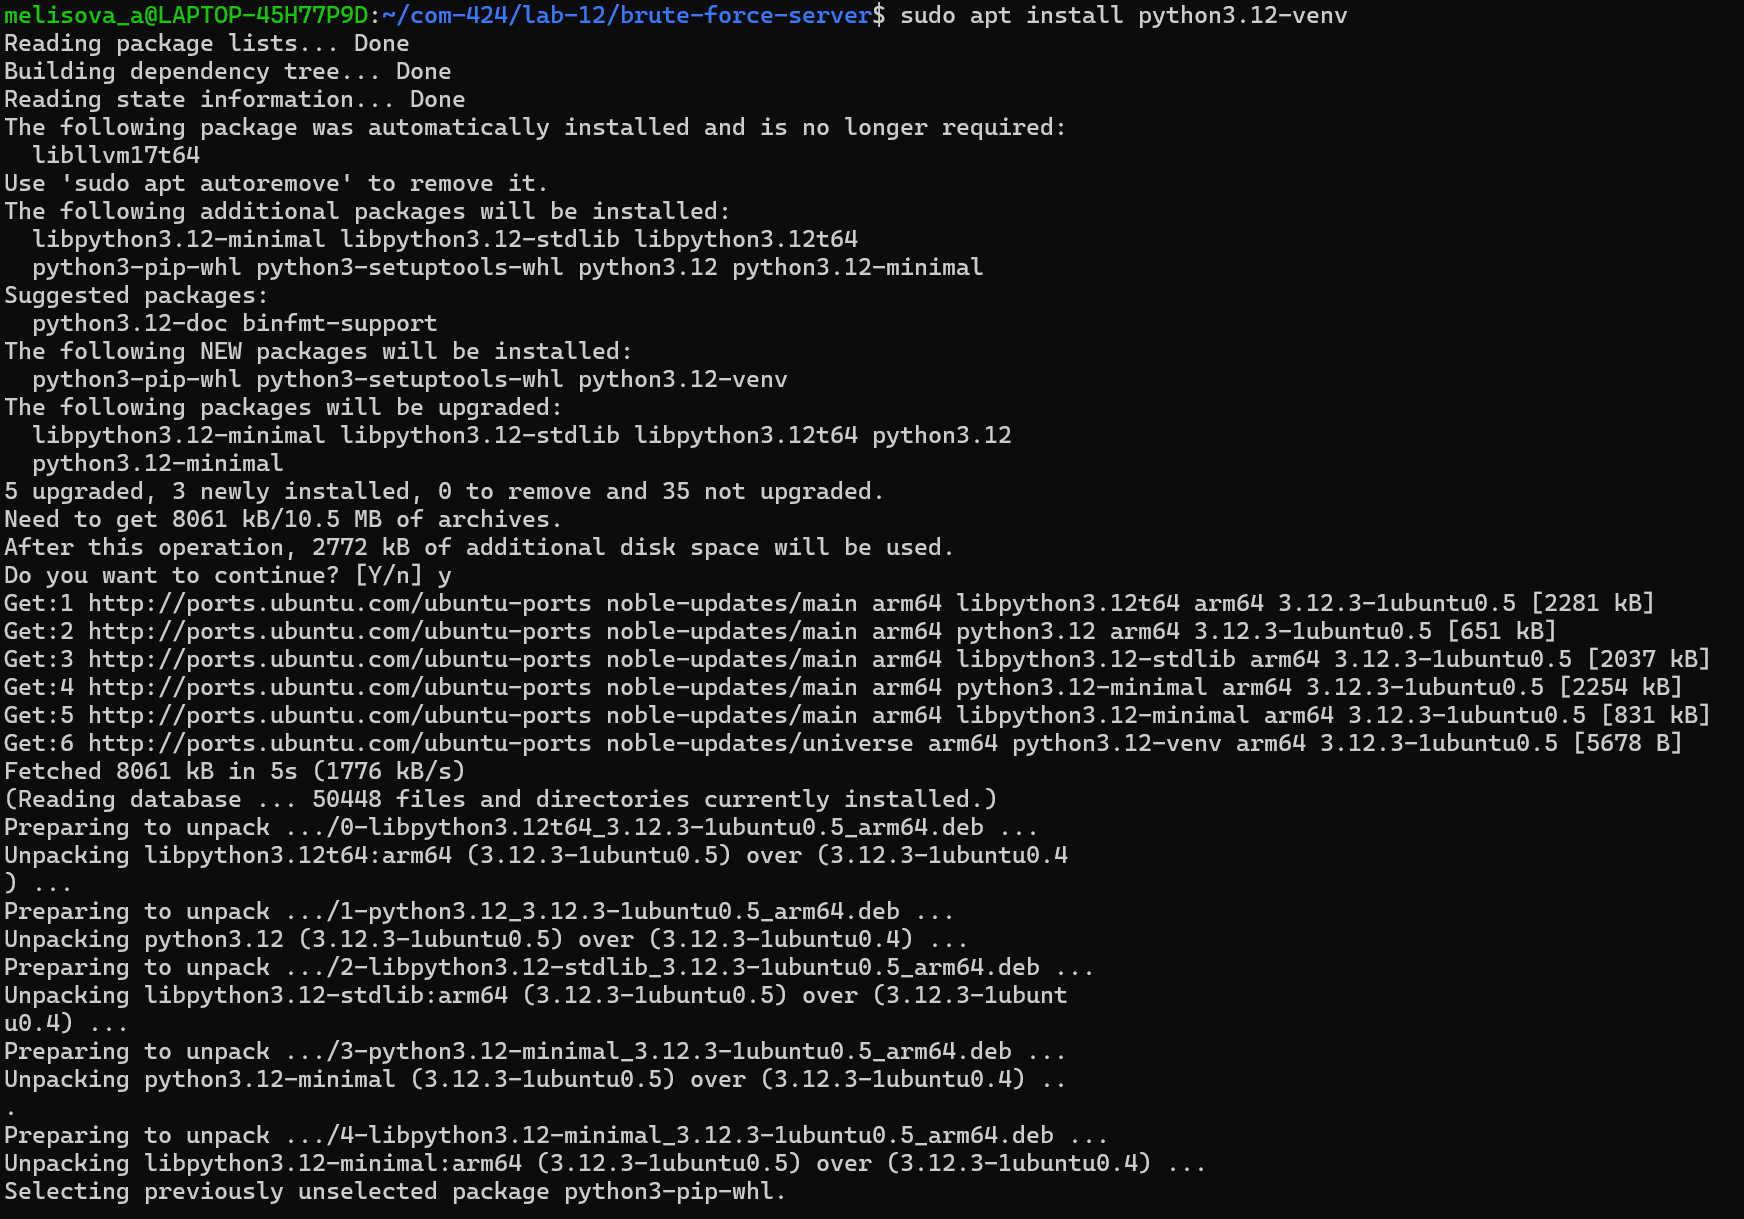 melisova_a@LAPTOP-45H77P9D:~/com-424/lab-12/brute-force-server$ sudo apt install python3.12-venv
Reading package lists... Done
Building dependency tree... Done
Reading state information... Done
The following package was automatically installed and is no longer required:
  libllvm17t64
Use 'sudo apt autoremove' to remove it.
The following additional packages will be installed:
  libpython3.12-minimal libpython3.12-stdlib libpython3.12t64
  python3-pip-whl python3-setuptools-whl python3.12 python3.12-minimal
Suggested packages:
  python3.12-doc binfmt-support
The following NEW packages will be installed:
  python3-pip-whl python3-setuptools-whl python3.12-venv
The following packages will be upgraded:
  libpython3.12-minimal libpython3.12-stdlib libpython3.12t64 python3.12
  python3.12-minimal
5 upgraded, 3 newly installed, 0 to remove and 35 not upgraded.
Need to get 8061 kB/10.5 MB of archives.
After this operation, 2772 kB of additional disk space will be used.
Do you want to continue? [Y/n] y
Get:1 http://ports.ubuntu.com/ubuntu-ports noble-updates/main arm64 libpython3.12t64 arm64 3.12.3-1ubuntu0.5 [2281 kB]
Get:2 http://ports.ubuntu.com/ubuntu-ports noble-updates/main arm64 python3.12 arm64 3.12.3-1ubuntu0.5 [651 kB]
Get:3 http://ports.ubuntu.com/ubuntu-ports noble-updates/main arm64 libpython3.12-stdlib arm64 3.12.3-1ubuntu0.5 [2037 kB]
Get:4 http://ports.ubuntu.com/ubuntu-ports noble-updates/main arm64 python3.12-minimal arm64 3.12.3-1ubuntu0.5 [2254 kB]
Get:5 http://ports.ubuntu.com/ubuntu-ports noble-updates/main arm64 libpython3.12-minimal arm64 3.12.3-1ubuntu0.5 [831 kB]
Get:6 http://ports.ubuntu.com/ubuntu-ports noble-updates/universe arm64 python3.12-venv arm64 3.12.3-1ubuntu0.5 [5678 B]
Fetched 8061 kB in 5s (1776 kB/s)
(Reading database ... 50448 files and directories currently installed.)
Preparing to unpack .../0-libpython3.12t64_3.12.3-1ubuntu0.5_arm64.deb ...
Unpacking libpython3.12t64:arm64 (3.12.3-1ubuntu0.5) over (3.12.3-1ubuntu0.4
) ...
Preparing to unpack .../1-python3.12_3.12.3-1ubuntu0.5_arm64.deb ...
Unpacking python3.12 (3.12.3-1ubuntu0.5) over (3.12.3-1ubuntu0.4) ...
Preparing to unpack .../2-libpython3.12-stdlib_3.12.3-1ubuntu0.5_arm64.deb ...
Unpacking libpython3.12-stdlib:arm64 (3.12.3-1ubuntu0.5) over (3.12.3-1ubunt
u0.4) ...
Preparing to unpack .../3-python3.12-minimal_3.12.3-1ubuntu0.5_arm64.deb ...
Unpacking python3.12-minimal (3.12.3-1ubuntu0.5) over (3.12.3-1ubuntu0.4) ..
.
Preparing to unpack .../4-libpython3.12-minimal_3.12.3-1ubuntu0.5_arm64.deb ...
Unpacking libpython3.12-minimal:arm64 (3.12.3-1ubuntu0.5) over (3.12.3-1ubuntu0.4) ...
Selecting previously unselected package python3-pip-whl.